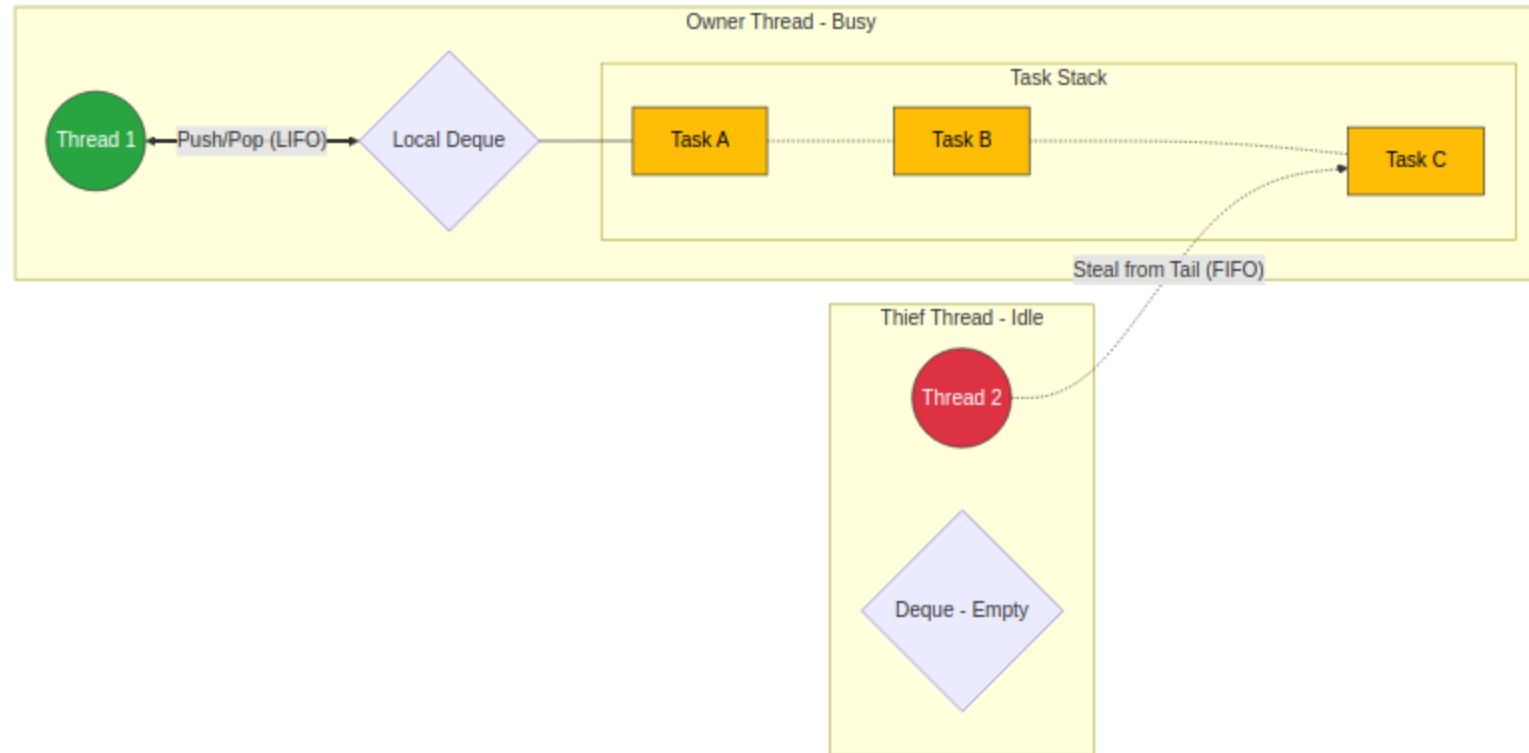 Owner Thread - Busy
Task Stack
Thread 1
Push/Pop (LIFO)
Local Deque
Task A
Task B
Task C
Steal from Tail (FIFO)
Thief Thread - Idle
Thread 2
Deque - Empty